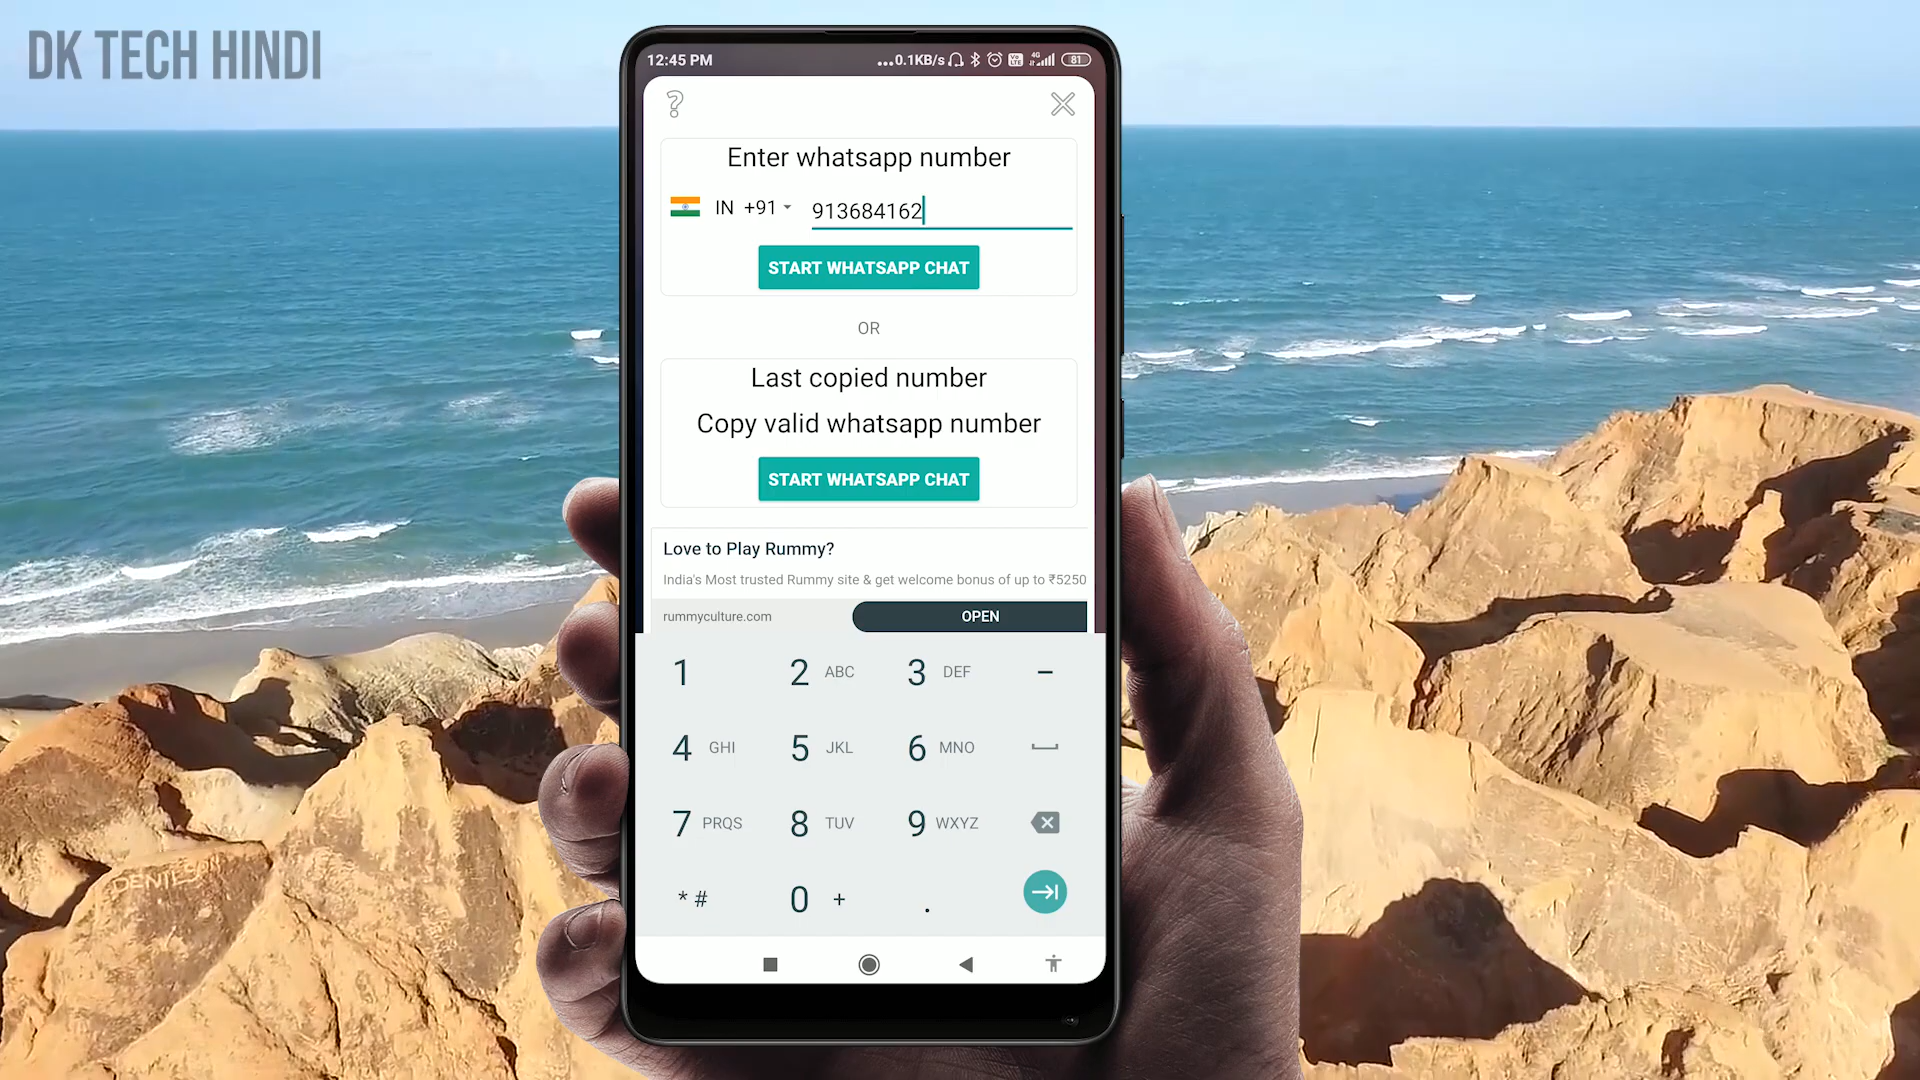 DK TECH HINDI
12:45 PM
...0.1KB/s 4G 81
Enter whatsapp number
IN +91 913684162
START WHATSAPP CHAT
OR
Last copied number
Copy valid whatsapp number
START WHATSAPP CHAT
Love to Play Rummy?
India's Most trusted Rummy site & get welcome bonus of up to ₹5250
rummyculture.com OPEN
1 2 ABC 3 DEF –
4 GHI 5 JKL 6 MNO
7 PRQS 8 TUV 9 WXYZ
* # 0 + .
DENIL